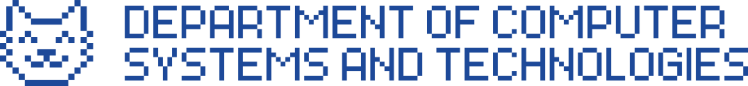 DEPARTMENT OF COMPUTER
SYSTEMS AND TECHNOLOGIES